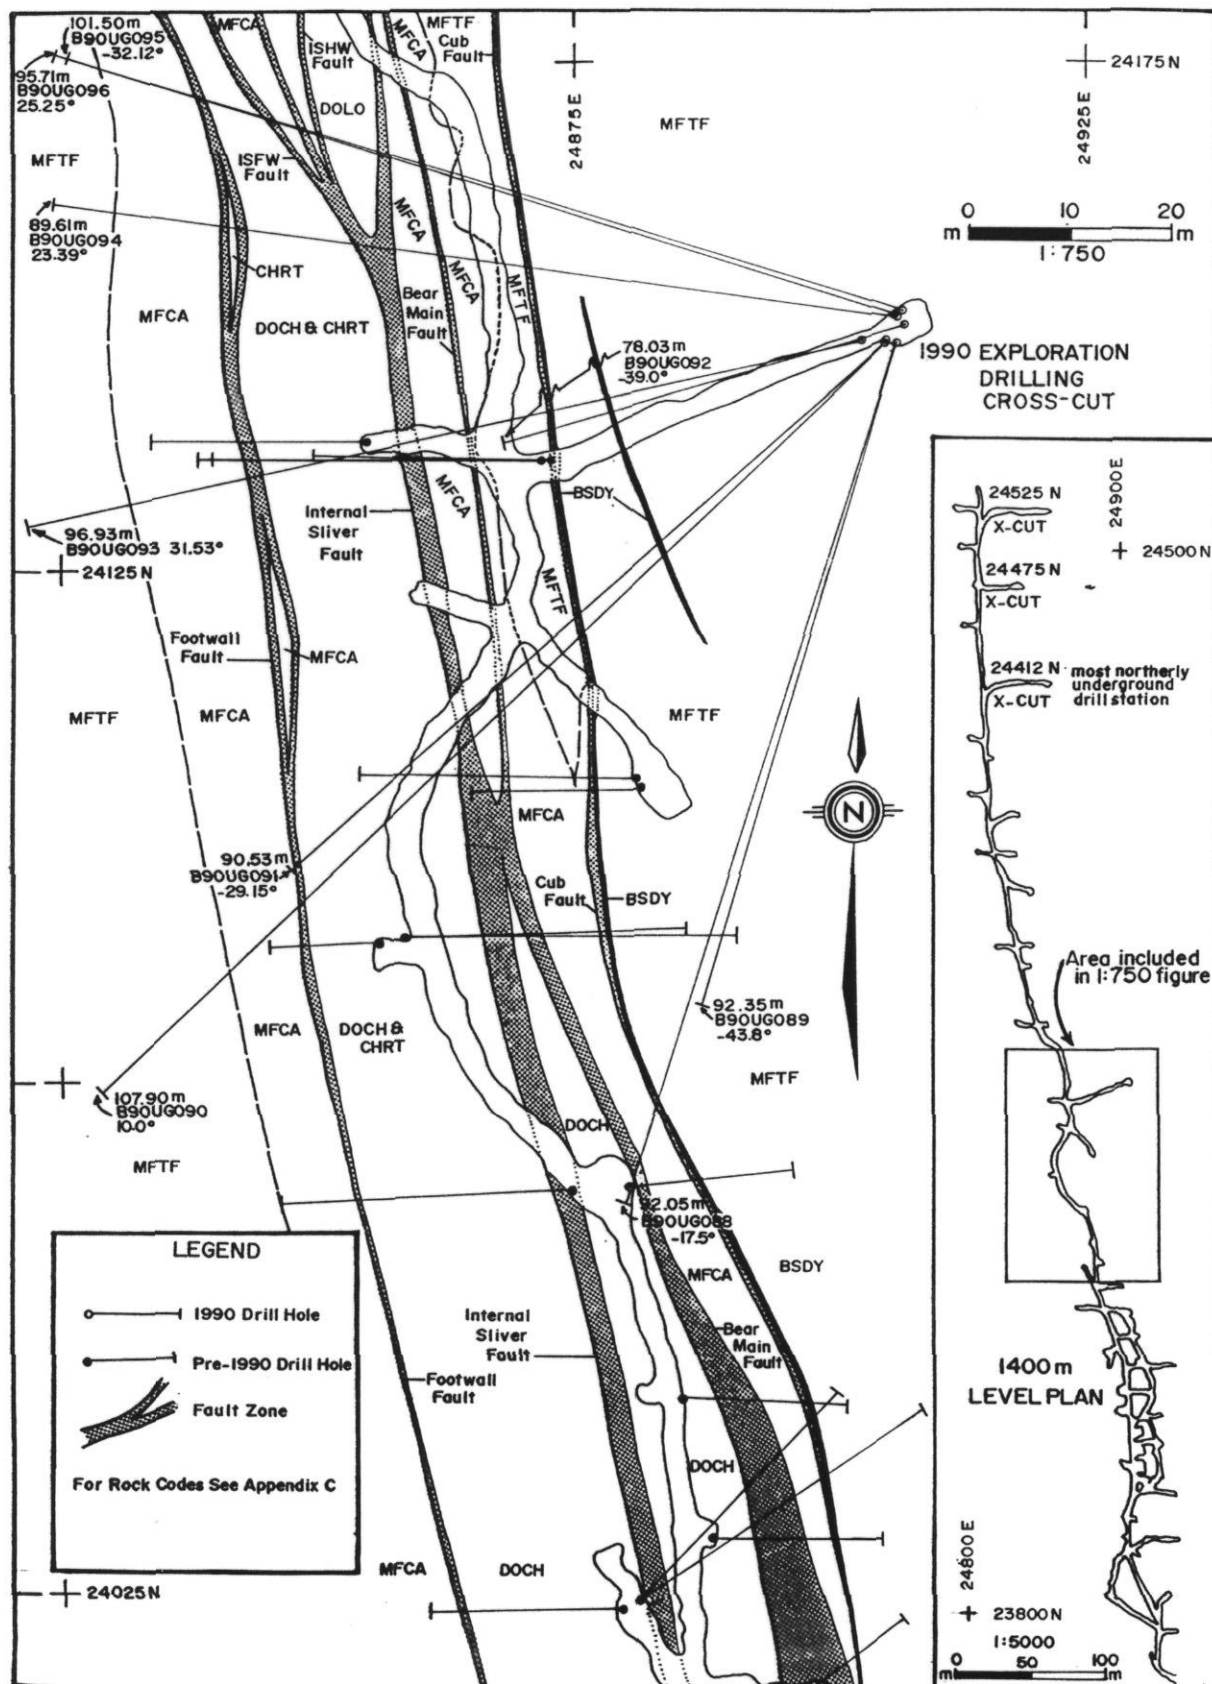 101.50m
B90UG095
-32.12°
95.71m
B90UG096
25.25°
MFCA
ISHW
Fault
MFCA
MFTF
Cub
Fault
24875E
24925E
24175N
MFTF
DOLO
MFTF
ISFW
Fault
89.61m
B90UG094
23.39°
MFCA
CHRT
MFCA
DOCH & CHRT
Bear
Main
Fault
MFCA
MFTF
0 10 20
m m
1:750
78.03m
B90UG092
-39.0°
1990 EXPLORATION
DRILLING
CROSS-CUT
BSDY
Internal
Sliver
Fault
MFCA
MFTF
96.93m
B90UG093 31.53°
24125N
Footwall
Fault
MFCA
MFTF
MFCA
MFTF
MFCA
90.53m
B90UG091
-29.15°
Cub
Fault
BSDY
N
MFCA
DOCH &
CHRT
92.35m
B90UG089
-43.8°
MFTF
107.90m
B90UG090
10.0°
MFTF
DOCH
92.05m
B90UG088
-17.5°
BSDY
MFCA
Internal
Sliver
Fault
Bear
Main
Fault
Footwall
Fault
DOCH
MFCA
DOCH
24025N
LEGEND
1990 Drill Hole
Pre-1990 Drill Hole
Fault Zone
For Rock Codes See Appendix C
24900E
24525 N
X-CUT
24500N
24475N
X-CUT
24412 N
X-CUT
most northerly
underground
drill station
Area included
in 1:750 figure
1400m
LEVEL PLAN
24800E
23800N
1:5000
0 50 100
m m